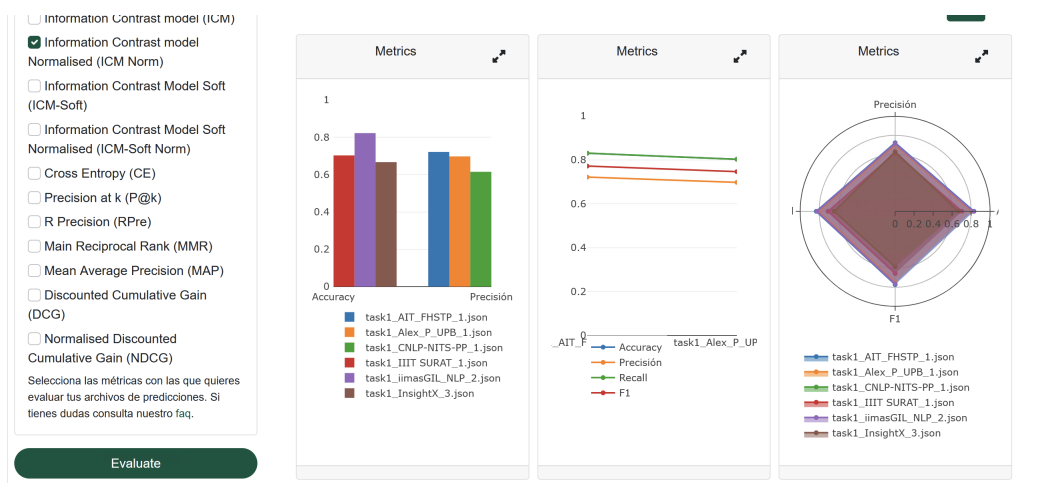 Information Contrast model (ICM)
Information Contrast model
Normalised (ICM Norm)
Information Contrast Model Soft
(ICM-Soft)
Information Contrast Model Soft
Normalised (ICM-Soft Norm)
Cross Entropy (CE)
Precision at k (P@k)
R Precision (RPre)
Main Reciprocal Rank (MMR)
Mean Average Precision (MAP)
Discounted Cumulative Gain
(DCG)
Normalised Discounted
Cumulative Gain (NDCG)
Selecciona las métricas con las que quieres
evaluar tus archivos de predicciones. Si
tienes dudas consulta nuestro faq.
Evaluate
Metrics
1
0.8
0.6
0.4
0.2
0
Accuracy Precisión
task1_AIT_FHSTP_1.json
task1_Alex_P_UPB_1.json
task1_CNLP-NITS-PP_1.json
task1_IIIT SURAT_1.json
task1_iimasGIL_NLP_2.json
task1_InsightX_3.json
Metrics
1
0.8
0.6
0.4
0.2
0
_AIT_F task1_Alex_P_UP
Accuracy
Precisión
Recall
F1
Metrics
Precisión
0 0.2 0.4 0.6 0.8 1
F1
task1_AIT_FHSTP_1.json
task1_Alex_P_UPB_1.json
task1_CNLP-NITS-PP_1.json
task1_IIIT SURAT_1.json
task1_iimasGIL_NLP_2.json
task1_InsightX_3.json